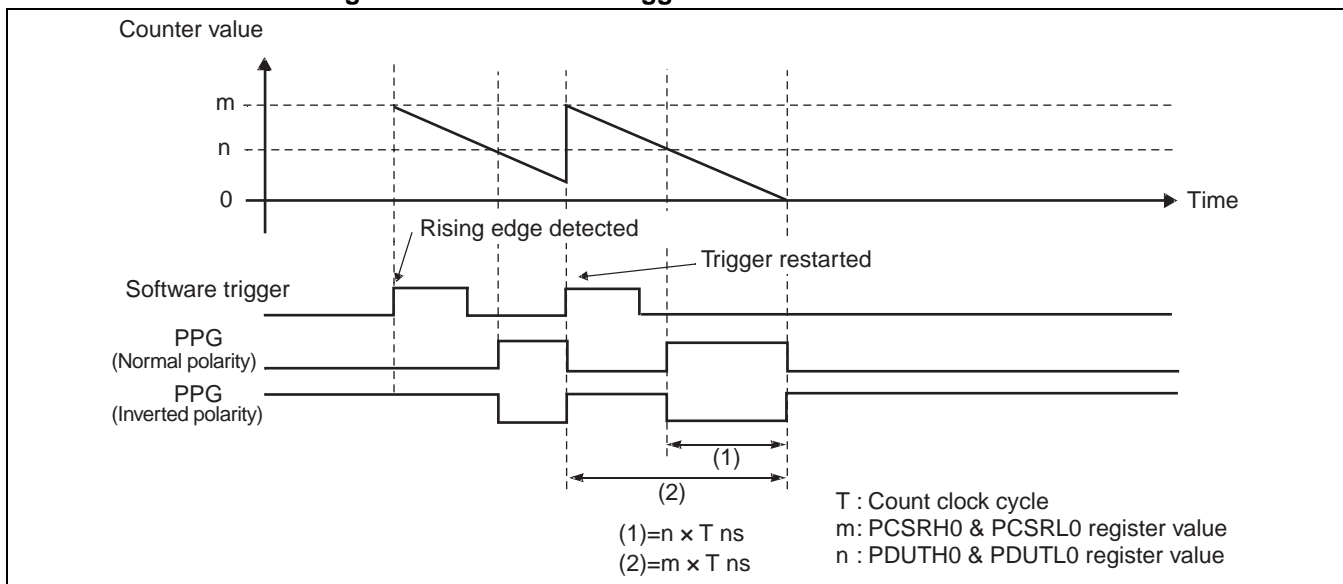 Counter value
m
n
0
Time
Rising edge detected
Trigger restarted
Software trigger
PPG
(Normal polarity)
PPG
(Inverted polarity)
(1)
(2)
(1)=n × T ns
(2)=m × T ns
T : Count clock cycle
m: PCSRH0 & PCSRL0 register value
n : PDUTH0 & PDUTL0 register value